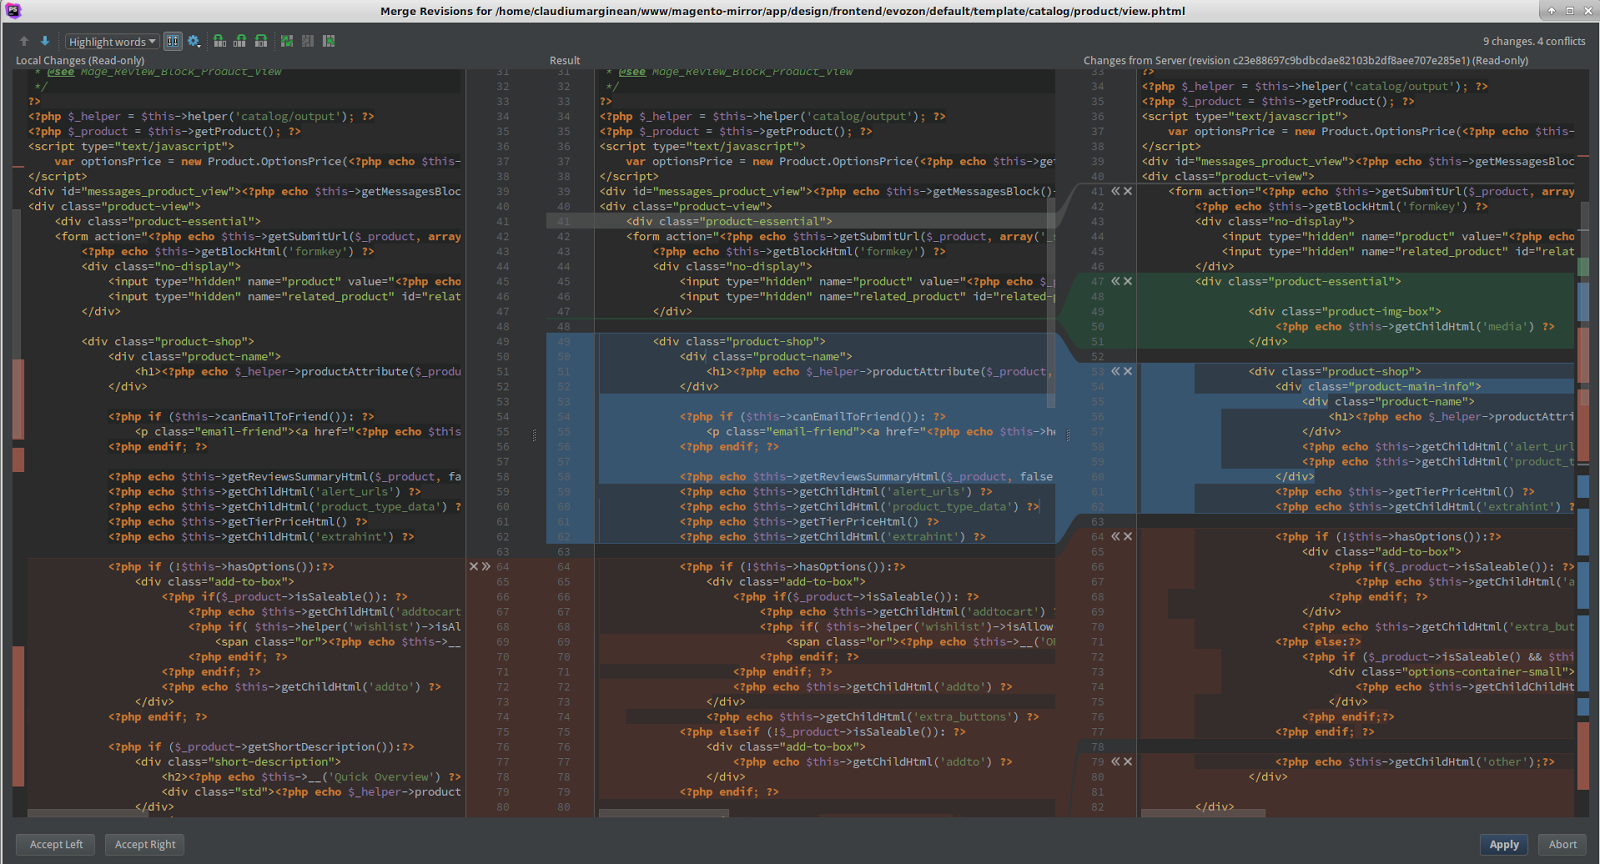 Merge Revisions for /home/claudiumarginean/www/magento-mirror/app/design/frontend/evozon/default/template/catalog/product/view.phtml
Highlight words
9 changes. 4 conflicts
Local Changes (Read-only)
Result
Changes from Server (revision c23e88697c9bdbcdae82103b2df8aee707e285e1) (Read-only)
* @see Mage_Review_Block_Product_View
*/
?>
<?php $_helper = $this->helper('catalog/output'); ?>
<?php $_product = $this->getProduct(); ?>
<script type="text/javascript">
var optionsPrice = new Product.OptionsPrice(<?php echo $this-
</script>
<div id="messages_product_view"><?php echo $this->getMessagesBloc
<div class="product-view">
<div class="product-essential">
<form action="<?php echo $this->getSubmitUrl($_product, array
<?php echo $this->getBlockHtml('formkey') ?>
<div class="no-display">
<input type="hidden" name="product" value="<?php echo
<input type="hidden" name="related_product" id="relat
</div>
<div class="product-shop">
<div class="product-name">
<h1><?php echo $_helper->productAttribute($_produ
</div>
<?php if ($this->canEmailToFriend()): ?>
<p class="email-friend"><a href="<?php echo $this
<?php endif; ?>
<?php echo $this->getReviewsSummaryHtml($_product, fa
<?php echo $this->getChildHtml('alert_urls') ?>
<?php echo $this->getChildHtml('product_type_data') ?
<?php echo $this->getTierPriceHtml() ?>
<?php echo $this->getChildHtml('extrahint') ?>
<?php if (!$this->hasOptions()):?>
<div class="add-to-box">
<?php if($_product->isSaleable()): ?>
<?php echo $this->getChildHtml('addtocart
<?php if( $this->helper('wishlist')->isAl
<span class="or"><?php echo $this->__
<?php endif; ?>
<?php endif; ?>
<?php echo $this->getChildHtml('addto') ?>
</div>
<?php endif; ?>
<?php if ($_product->getShortDescription()):?>
<div class="short-description">
<h2><?php echo $this->__('Quick Overview') ?>
<div class="std"><?php echo $_helper->product
</div>
31 31
32 32
33 33
34 34
35 35
36 36
37 37
38 38
39 39
40 40
41 41
42 42
43 43
44 44
45 45
46 46
47 47
48 48
49 49
50 50
51 51
52 52
53 53
54 54
55 55
56 56
57 57
58 58
59 59
60 60
61 61
62 62
63 63
64 64
65 65
66 66
67 67
68 68
69 69
70 70
71 71
72 72
73 73
74 74
75 75
76 76
77 77
78 78
79 79
80 80
* @see Mage_Review_Block_Product_View
*/
?>
<?php $_helper = $this->helper('catalog/output'); ?>
<?php $_product = $this->getProduct(); ?>
<script type="text/javascript">
var optionsPrice = new Product.OptionsPrice(<?php echo $this->get
</script>
<div id="messages_product_view"><?php echo $this->getMessagesBlock()-
<div class="product-view">
<div class="product-essential">
<form action="<?php echo $this->getSubmitUrl($_product, array('_
<?php echo $this->getBlockHtml('formkey') ?>
<div class="no-display">
<input type="hidden" name="product" value="<?php echo $_p
<input type="hidden" name="related_product" id="related-p
</div>
<div class="product-shop">
<div class="product-name">
<h1><?php echo $_helper->productAttribute($_product,
</div>
<?php if ($this->canEmailToFriend()): ?>
<p class="email-friend"><a href="<?php echo $this->he
<?php endif; ?>
<?php echo $this->getReviewsSummaryHtml($_product, false
<?php echo $this->getChildHtml('alert_urls') ?>
<?php echo $this->getChildHtml('product_type_data') ?>
<?php echo $this->getTierPriceHtml() ?>
<?php echo $this->getChildHtml('extrahint') ?>
<?php if (!$this->hasOptions()):?>
<div class="add-to-box">
<?php if($_product->isSaleable()): ?>
<?php echo $this->getChildHtml('addtocart')
<?php if( $this->helper('wishlist')->isAllow
<span class="or"><?php echo $this->__('OR
<?php endif; ?>
<?php endif; ?>
<?php echo $this->getChildHtml('addto') ?>
</div>
<?php echo $this->getChildHtml('extra_buttons') ?>
<?php elseif (!$_product->isSaleable()): ?>
<div class="add-to-box">
<?php echo $this->getChildHtml('addto') ?>
</div>
<?php endif; ?>
33 ?>
34 <?php $_helper = $this->helper('catalog/output'); ?>
35 <?php $_product = $this->getProduct(); ?>
36 <script type="text/javascript">
37 var optionsPrice = new Product.OptionsPrice(<?php echo $thi
38 </script>
39 <div id="messages_product_view"><?php echo $this->getMessagesBloc
40 <div class="product-view">
41 <form action="<?php echo $this->getSubmitUrl($_product, array
42 <?php echo $this->getBlockHtml('formkey') ?>
43 <div class="no-display">
44 <input type="hidden" name="product" value="<?php echo
45 <input type="hidden" name="related_product" id="relat
46 </div>
47 <div class="product-essential">
48
49 <div class="product-img-box">
50 <?php echo $this->getChildHtml('media') ?>
51 </div>
52
53 <div class="product-shop">
54 <div class="product-main-info">
55 <div class="product-name">
56 <h1><?php echo $_helper->productAttri
57 </div>
58 <?php echo $this->getChildHtml('alert_url
59 <?php echo $this->getChildHtml('product_t
60 </div>
61 <?php echo $this->getTierPriceHtml() ?>
62 <?php echo $this->getChildHtml('extrahint') ?
63
64 <?php if (!$this->hasOptions()):?>
65 <div class="add-to-box">
66 <?php if($_product->isSaleable()): ?>
67 <?php echo $this->getChildHtml('a
68 <?php endif; ?>
69 </div>
70 <?php echo $this->getChildHtml('extra_but
71 <?php else:?>
72 <?php if ($_product->isSaleable() && $thi
73 <div class="options-container-small">
74 <?php echo $this->getChildChildHt
75 </div>
76 <?php endif;?>
77 <?php endif; ?>
78
79 <?php echo $this->getChildHtml('other');?>
80 </div>
81
82 </div>
Accept Left
Accept Right
Apply
Abort